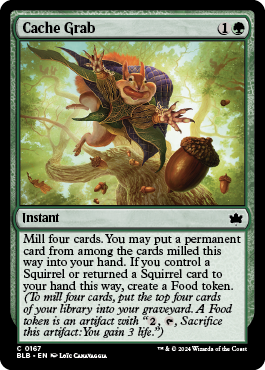 Cache Grab 1
Instant
Mill four cards. You may put a permanent
card from among the cards milled this
way into your hand. If you control a
Squirrel or returned a Squirrel card to
your hand this way, create a Food token.
(To mill four cards, put the top four cards
of your library into your graveyard. A Food
token is an artifact with “2, , Sacrifice
this artifact: You gain 3 life.”)
C 0167
BLB • EN Loïc Canavaggia
™ & © 2024 Wizards of the Coast